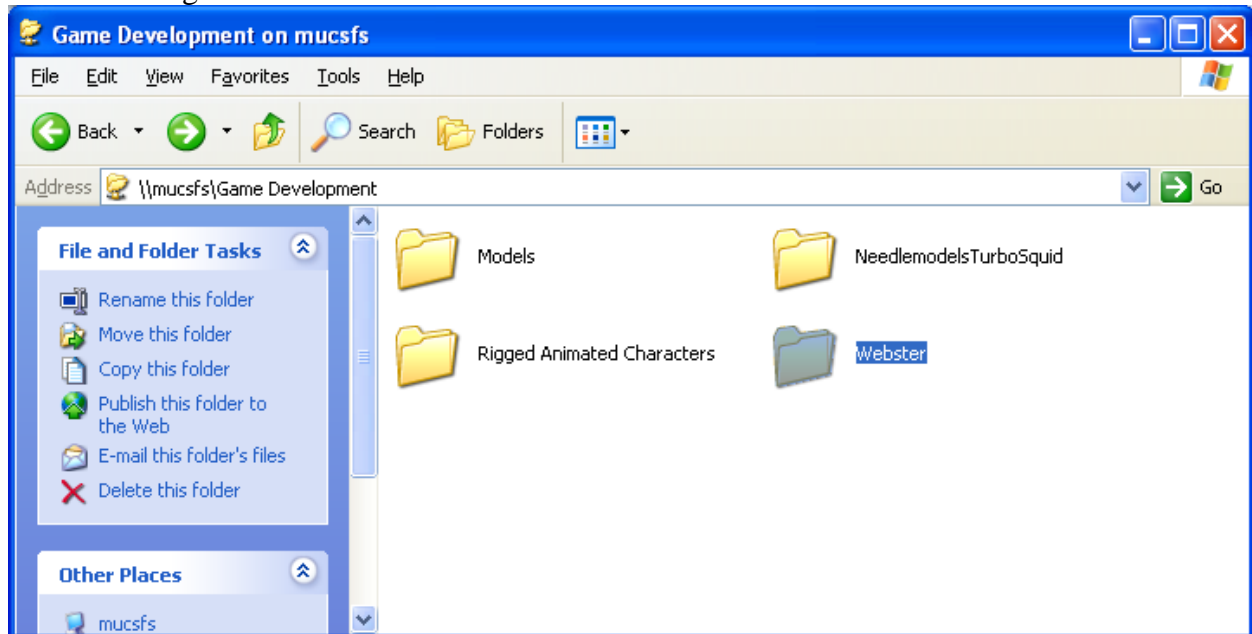 Game Development on mucsfs
File Edit View Favorites Tools Help
Back Search Folders
Address \\mucsfs\Game Development Go
File and Folder Tasks
Rename this folder
Move this folder
Copy this folder
Publish this folder to
the Web
E-mail this folder's files
Delete this folder
Other Places
mucsfs
Models NeedlemodelsTurboSquid
Rigged Animated Characters Webster